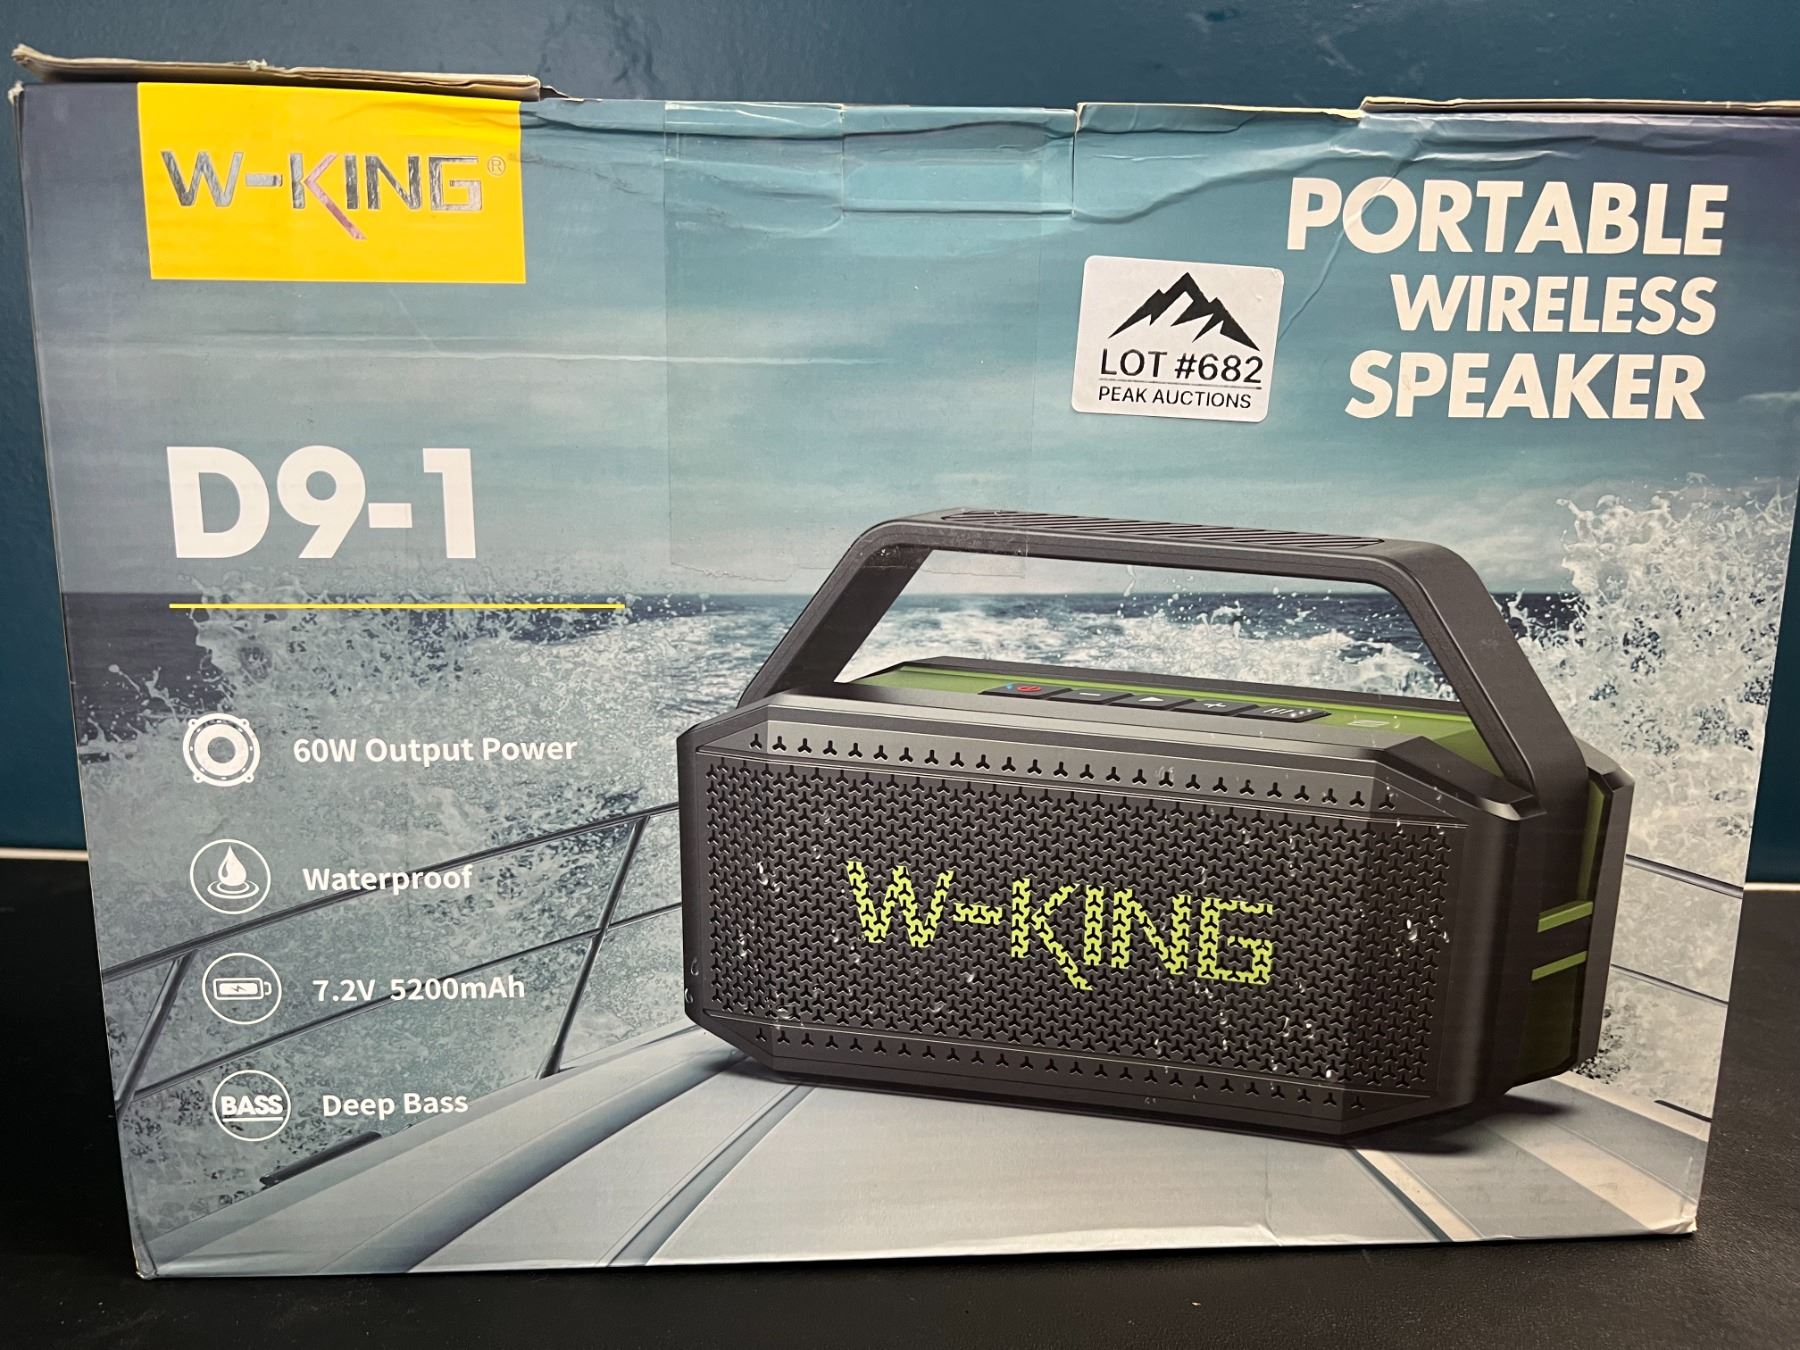 W-KING®
PORTABLE
WIRELESS
SPEAKER
LOT #682
PEAK AUCTIONS
D9-1
60W Output Power
Waterproof
7.2V 5200mAh
BASS Deep Bass
W-KING